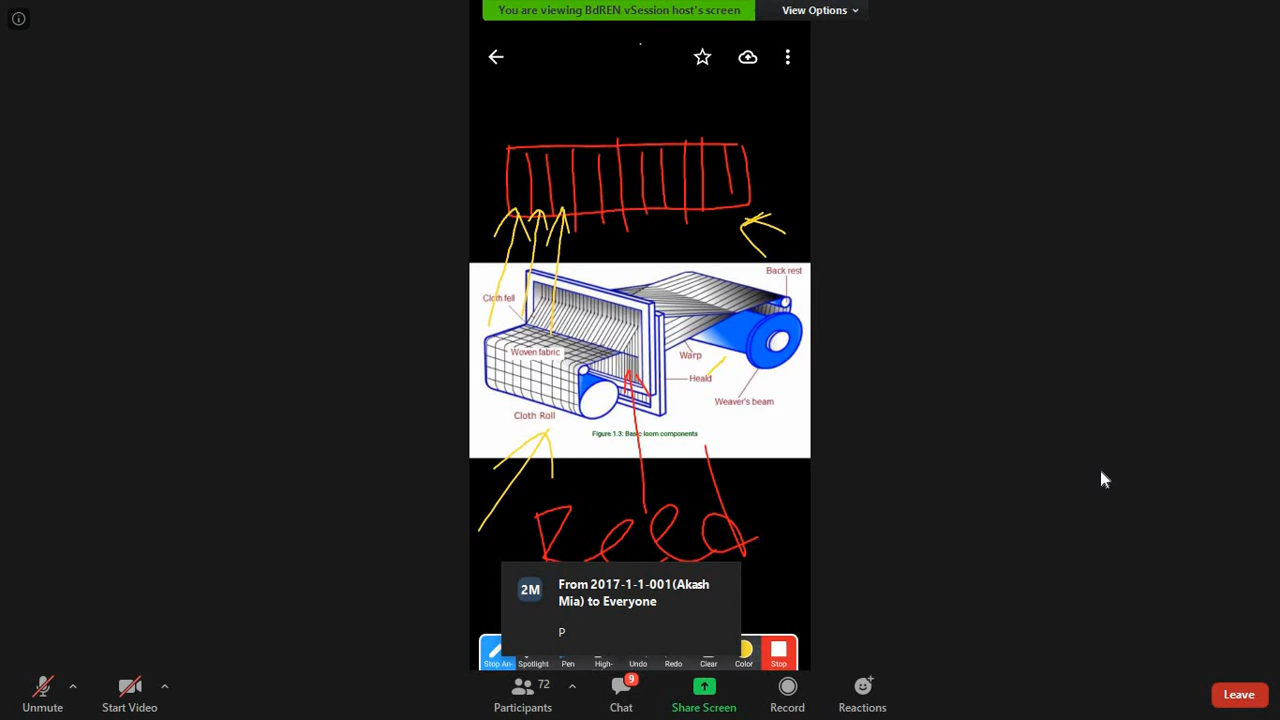 You are viewing BdREN vSession host's screen
View Options
Back rest
Cloth fell
Woven fabric
Warp
Heald
Weaver's beam
Cloth Roll
Figure 1.3: Basic loom components
Reed
2M
From 2017-1-1-001(Akash
Mia) to Everyone
P
Stop An-
Spotlight
Pen
High-
Undo
Redo
Clear
Color
Stop
Unmute
Start Video
72
Participants
9
Chat
Share Screen
Record
Reactions
Leave